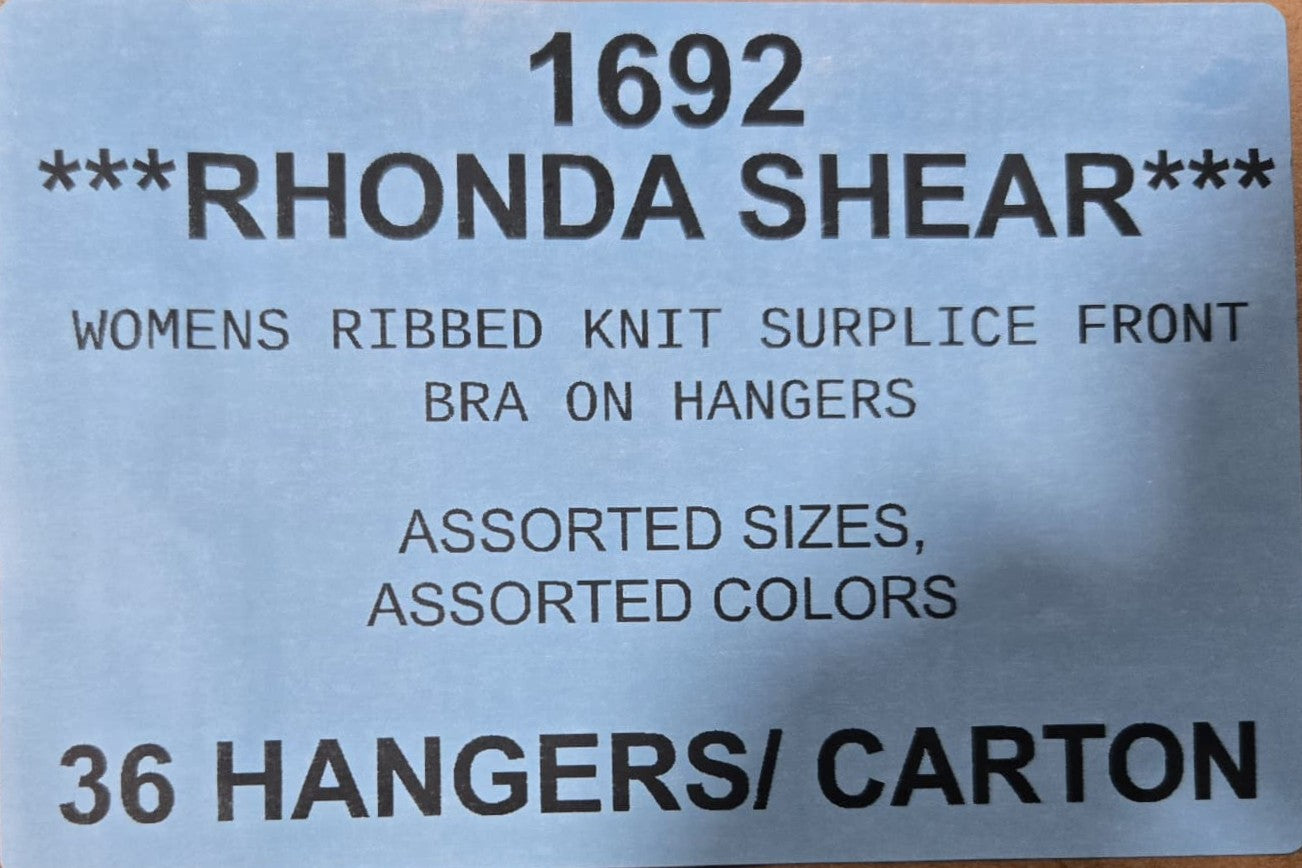 1692
***RHONDA SHEAR***
WOMENS RIBBED KNIT SURPLICE FRONT
BRA ON HANGERS
ASSORTED SIZES,
ASSORTED COLORS
36 HANGERS/ CARTON